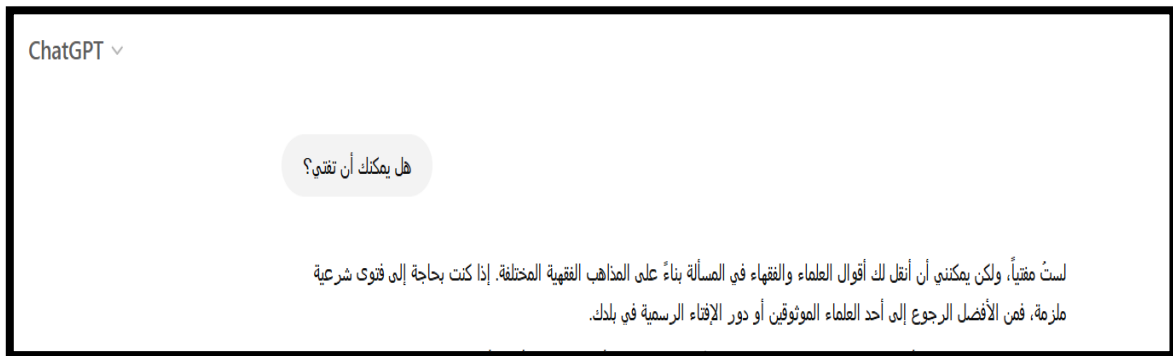 ChatGPT
هل يمكنك أن تفتي؟
لستُ مفتياً، ولكن يمكنني أن أنقل لك أقوال العلماء والفقهاء في المسألة بناءً على المذاهب الفقهية المختلفة. إذا كنت بحاجة إلى فتوى شرعية
ملزمة، فمن الأفضل الرجوع إلى أحد العلماء الموثوقين أو دور الإفتاء الرسمية في بلدك.